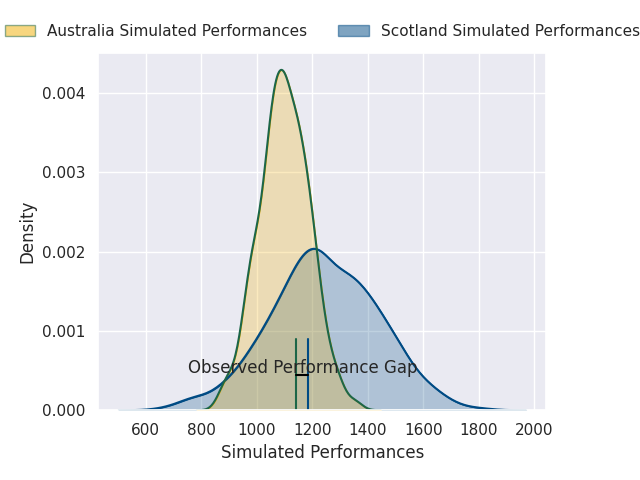 Australia Simulated Performances
Scotland Simulated Performances
0.004
0.003
0.002
0.001
0.000
Density
Observed Performance Gap
600
800
1000
1200
1400
1600
1800
2000
Simulated Performances